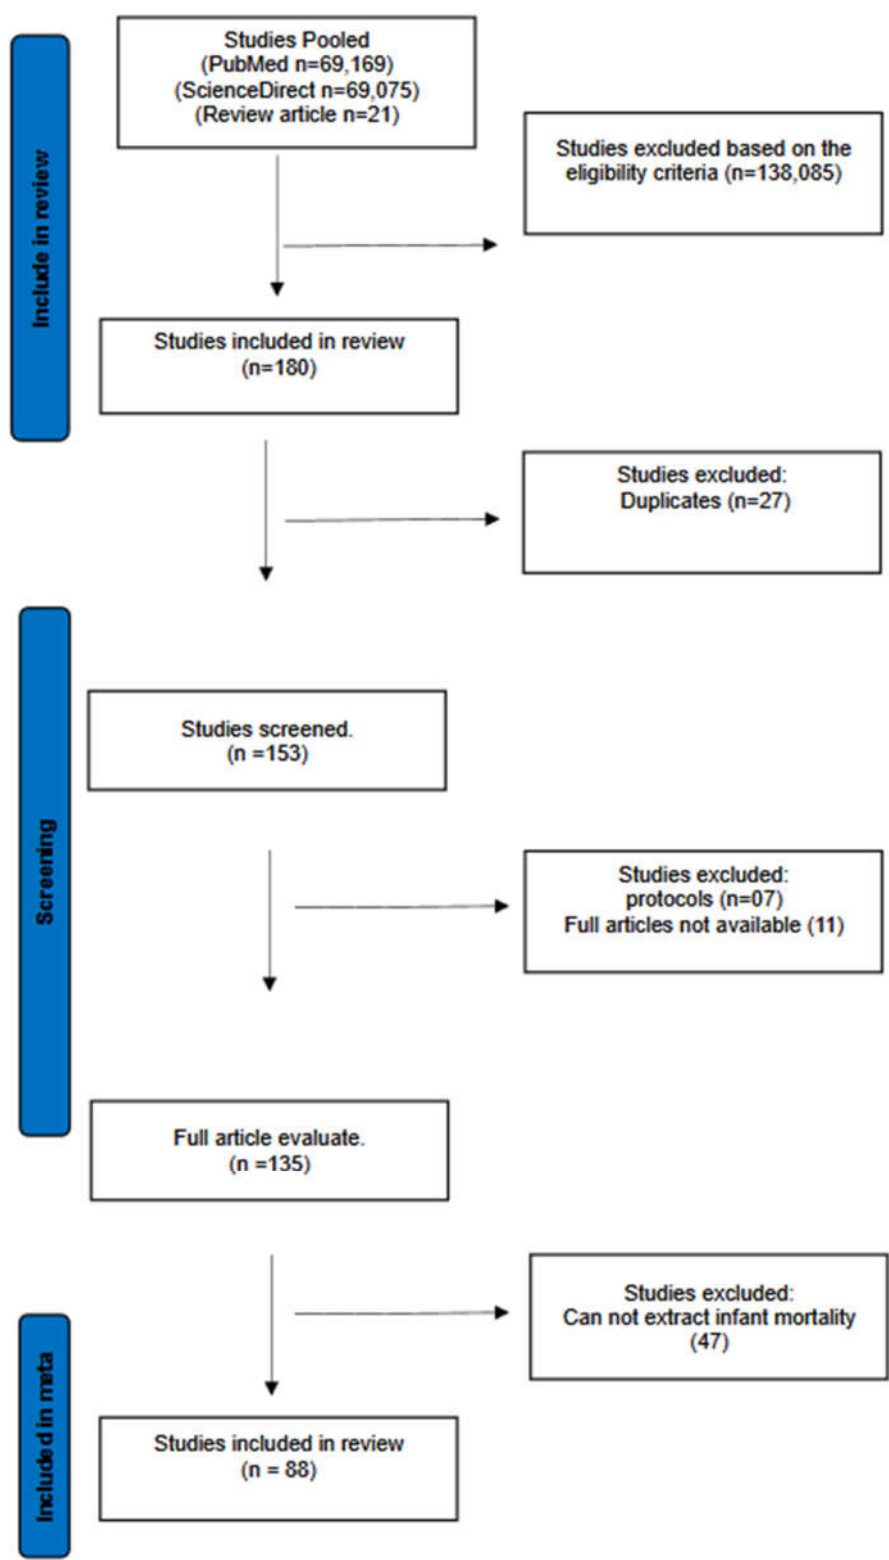 Include in review
Studies Pooled
(PubMed n=69,169)
(ScienceDirect n=69,075)
(Review article n=21)
Studies excluded based on the
eligibility criteria (n=138,085)
Studies included in review
(n=180)
Studies excluded:
Duplicates (n=27)
Screening
Studies screened.
(n =153)
Studies excluded:
protocols (n=07)
Full articles not available (11)
Full article evaluate.
(n =135)
Studies excluded:
Can not extract infant mortality
(47)
Included in meta
Studies included in review
(n = 88)